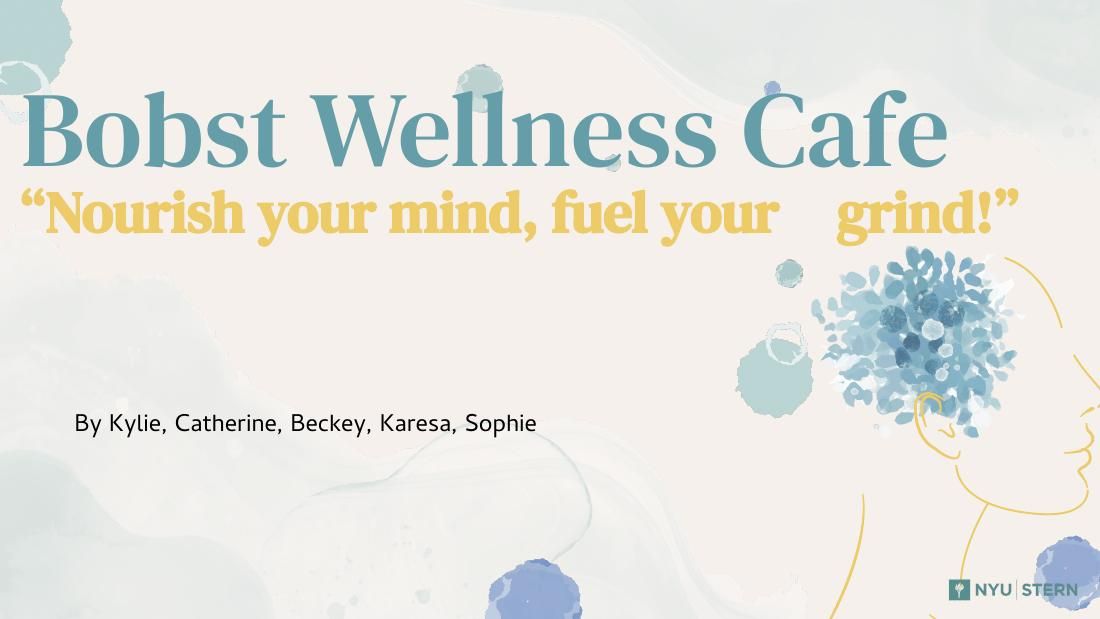 Bobst Wellness Cafe
“Nourish your mind, fuel your grind!”
By Kylie, Catherine, Beckey, Karesa, Sophie
NYU | STERN